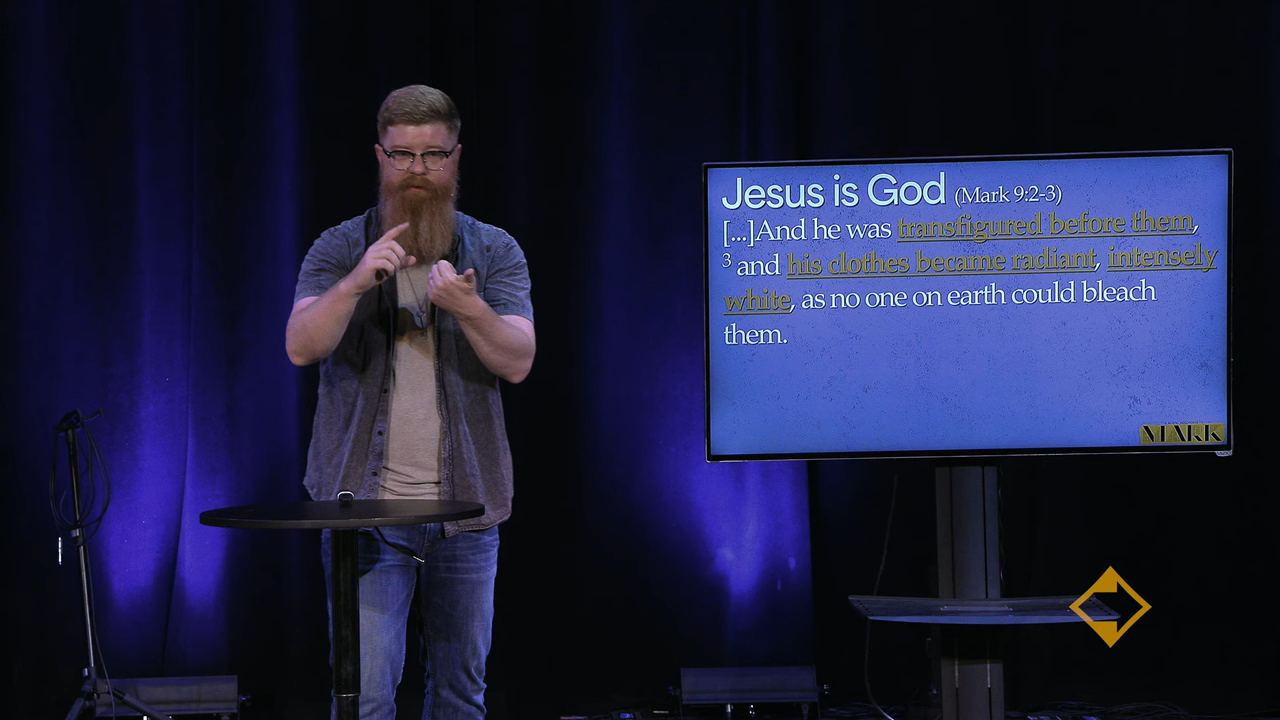 Jesus is God (Mark 9:2-3)
[...]And he was transfigured before them,
3 and his clothes became radiant, intensely
white, as no one on earth could bleach
them.
MARK